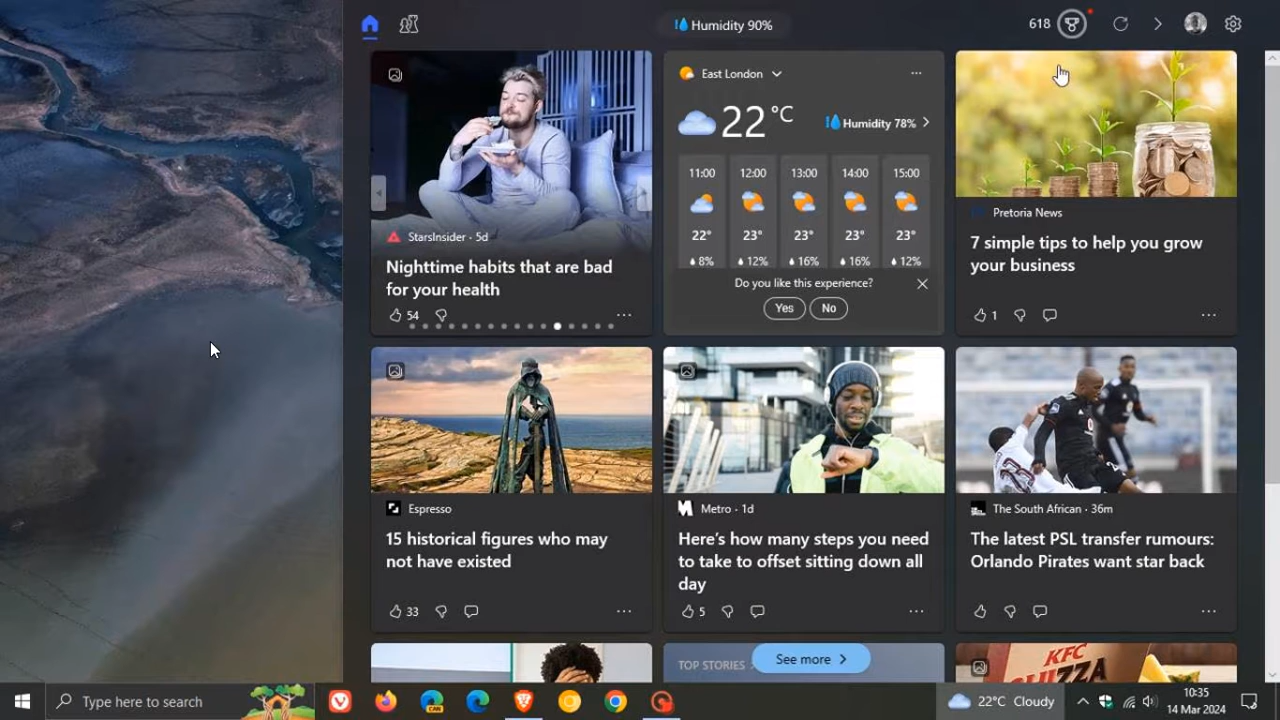 Humidity 90%
618
StarsInsider · 5d
Nighttime habits that are bad
for your health
54
East London
22 °C
Humidity 78%
11:00 12:00 13:00 14:00 15:00
22° 23° 23° 23° 23°
8% 12% 16% 16% 12%
Do you like this experience?
Yes No
Pretoria News
7 simple tips to help you grow
your business
1
Espresso
15 historical figures who may
not have existed
33
Metro · 1d
Here's how many steps you need
to take to offset sitting down all
day
5
The South African · 36m
The latest PSL transfer rumours:
Orlando Pirates want star back
TOP STORIES
See more
KFC
CHIZZA
Type here to search
CAN
22°C Cloudy
10:35
14 Mar 2024